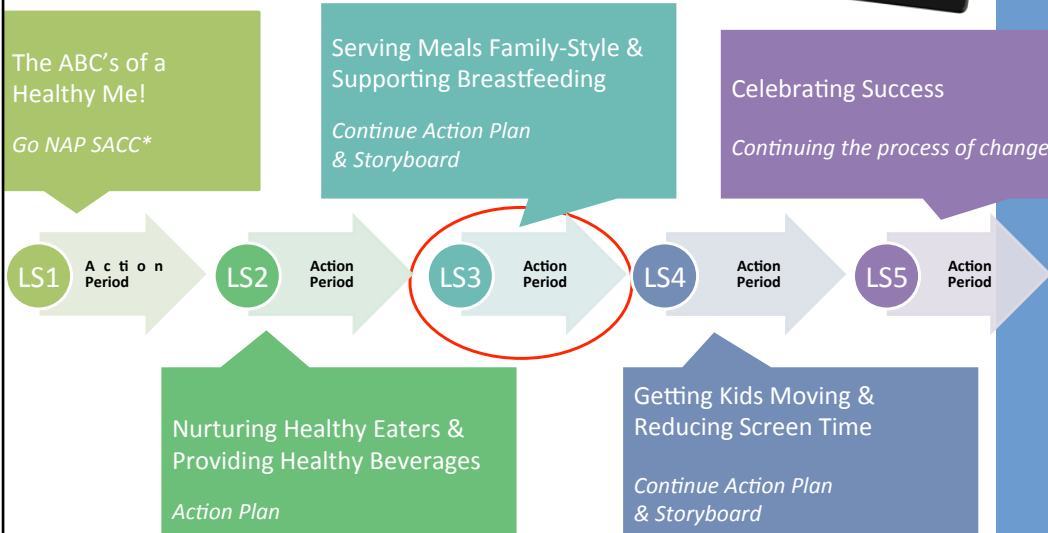 The ABC's of a
Healthy Me!
Go NAP SACC*
Serving Meals Family-Style &
Supporting Breastfeeding
Continue Action Plan
& Storyboard
Celebrating Success
Continuing the process of change
LS1
Action
Period
LS2
Action
Period
LS3
Action
Period
LS4
Action
Period
LS5
Action
Period
Nurturing Healthy Eaters &
Providing Healthy Beverages
Action Plan
Getting Kids Moving &
Reducing Screen Time
Continue Action Plan
& Storyboard